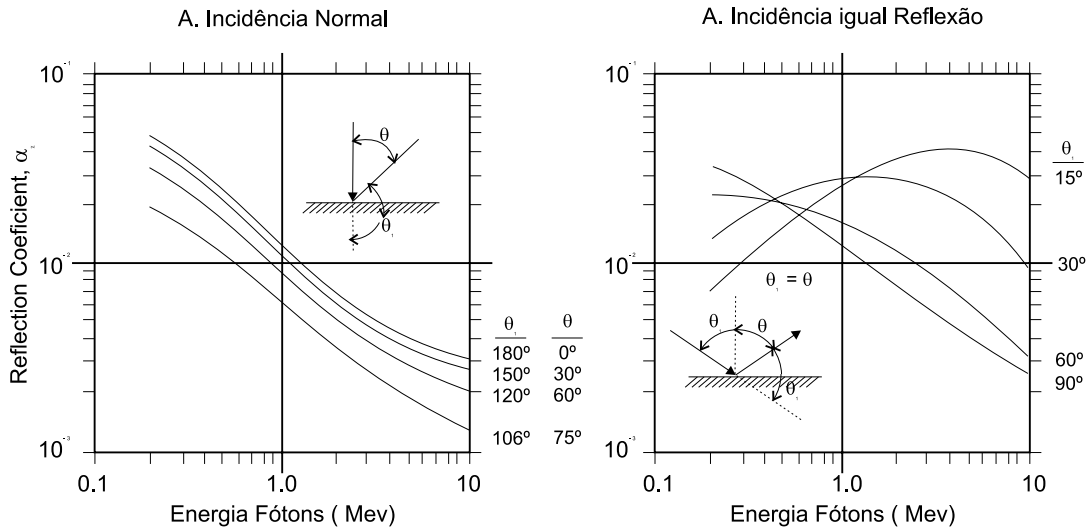 A. Incidência Normal
A. Incidência igual Reflexão
Reflection Coeficient, α
10⁻¹
10⁻²
10⁻³
0.1
1.0
10
Energia Fótons ( Mev)
θ
θ₁
θ₁ θ
180º 0º
150º 30º
120º 60º
106º 75º
10⁻¹
10⁻²
10⁻³
0.1
1.0
10
Energia Fótons ( Mev)
θ₁ = θ
θ₁
θ
θ₁
θ₁
15º
30º
60º
90º